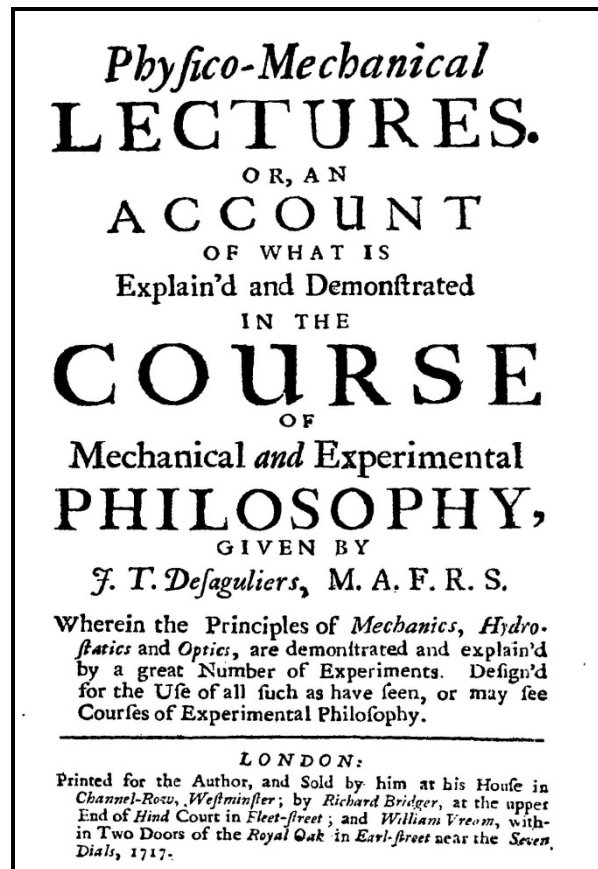 Phyſico-Mechanical
LECTURES.
OR, AN
ACCOUNT
OF WHAT IS
Explain'd and Demonſtrated
IN THE
COURSE
OF
Mechanical and Experimental
PHILOSOPHY,
GIVEN BY
J. T. Deſaguliers, M. A. F. R. S.
Wherein the Principles of Mechanics, Hydro-
ſtatics and Optics, are demonſtrated and explain'd
by a great Number of Experiments. Deſign'd
for the Uſe of all ſuch as have ſeen, or may ſee
Courſes of Experimental Philoſophy.
LONDON:
Printed for the Author, and Sold by him at his Houſe in
Channel-Row, Weſtminſter; by Richard Bridger, at the upper
End of Hind Court in Fleet-ſtreet; and William Vream, with-
in Two Doors of the Royal Oak in Earl-ſtreet near the Seven
Dials, 1717.